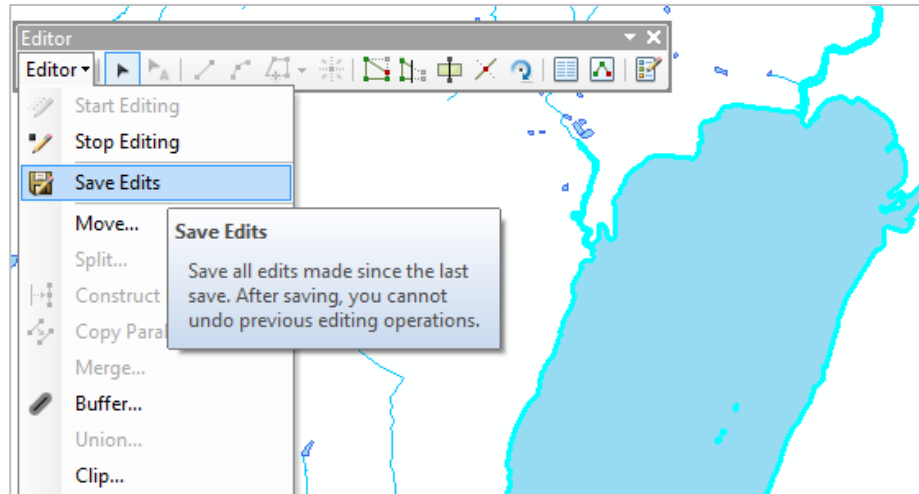 Editor
Editor
Start Editing
Stop Editing
Save Edits
Move...
Save Edits
Split...
Save all edits made since the last
save. After saving, you cannot
undo previous editing operations.
Construct
Copy Paral
Merge...
Buffer...
Union...
Clip...